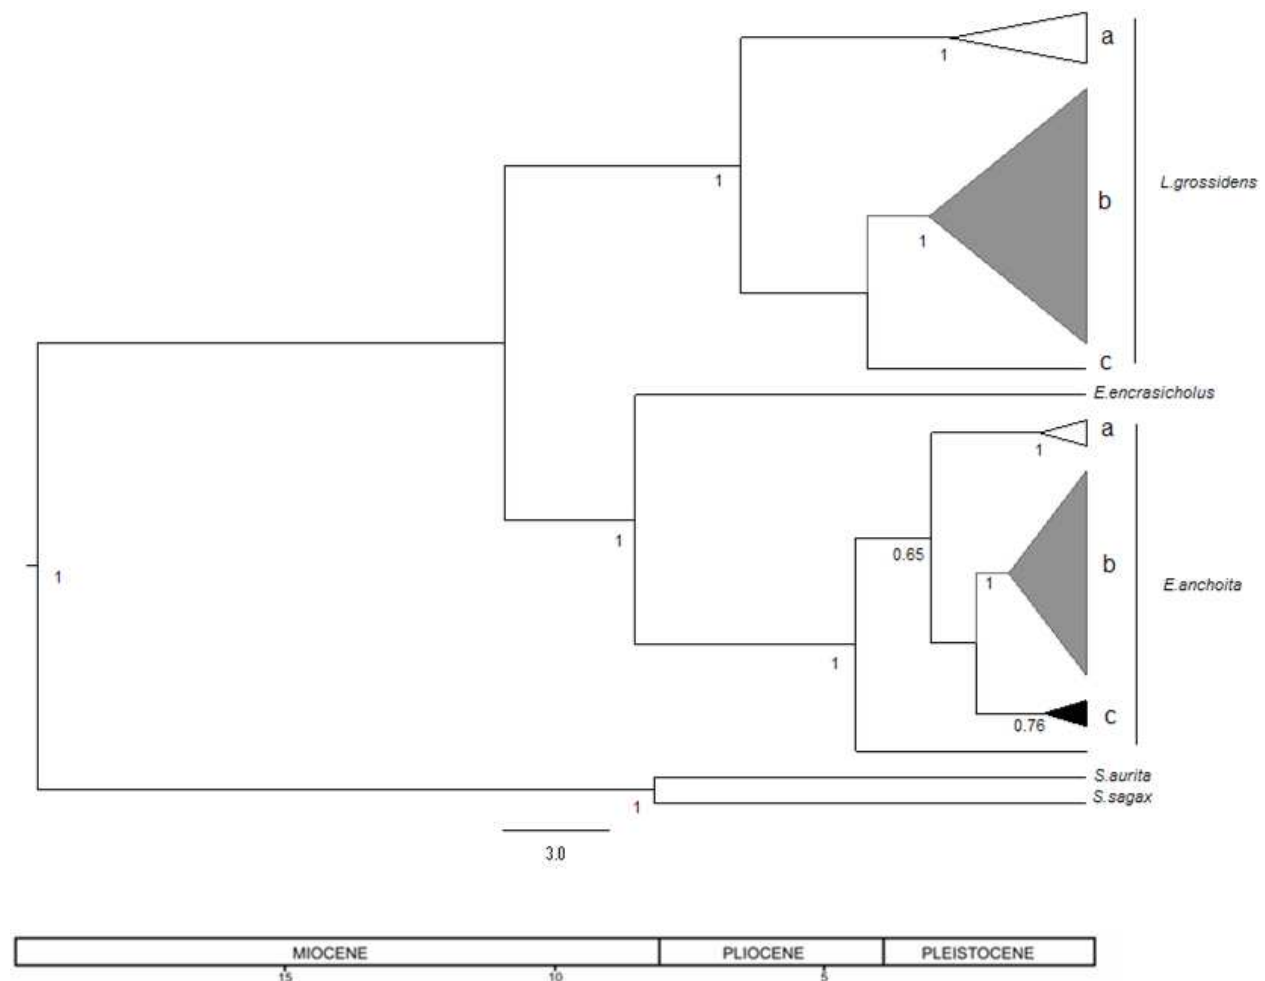 a
1
L.grossidens
1
b
1
c
E.encrasicholus
a
1
0.65
1
b
1
E.anchoita
1
1
c
0.76
S.aurita
S.sagax
1
3.0
MIOCENE PLIOCENE PLEISTOCENE
15 10 5